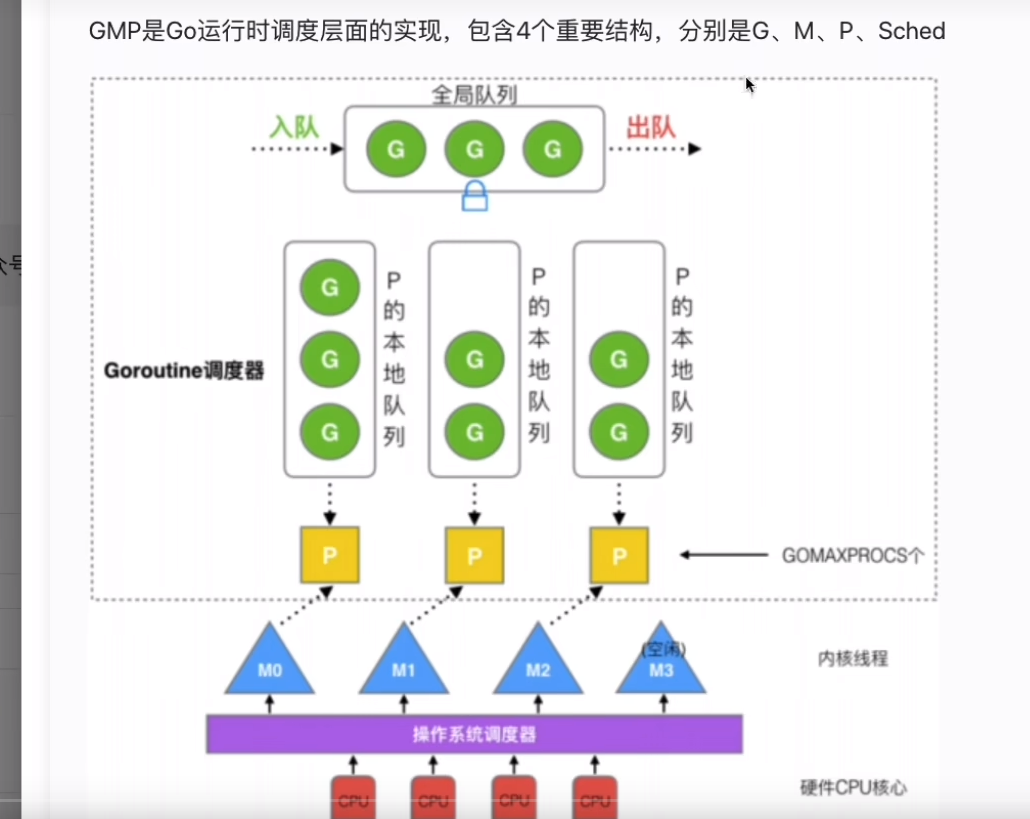 GMP是Go运行时调度层面的实现，包含4个重要结构，分别是G、M、P、Sched
全局队列
入队
出队
G G G
G
P的本地队列
P的本地队列
P的本地队列
G G G
Goroutine调度器
G G G
P P P
GOMAXPROCS个
(空闲)
M0 M1 M2 M3
内核线程
操作系统调度器
硬件CPU核心
CPU CPU CPU CPU